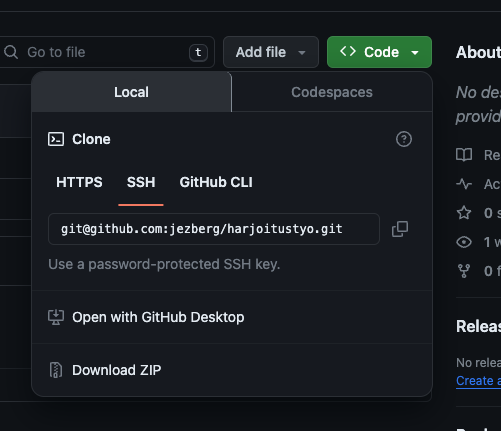 Go to file
t
Add file
Code
About
No des
provid
Local
Codespaces
Clone
HTTPS
SSH
GitHub CLI
git@github.com:jezberg/harjoitustyo.git
Use a password-protected SSH key.
Open with GitHub Desktop
Download ZIP
Re
Ac
0 s
1 w
0 f
Releas
No relea
Create a